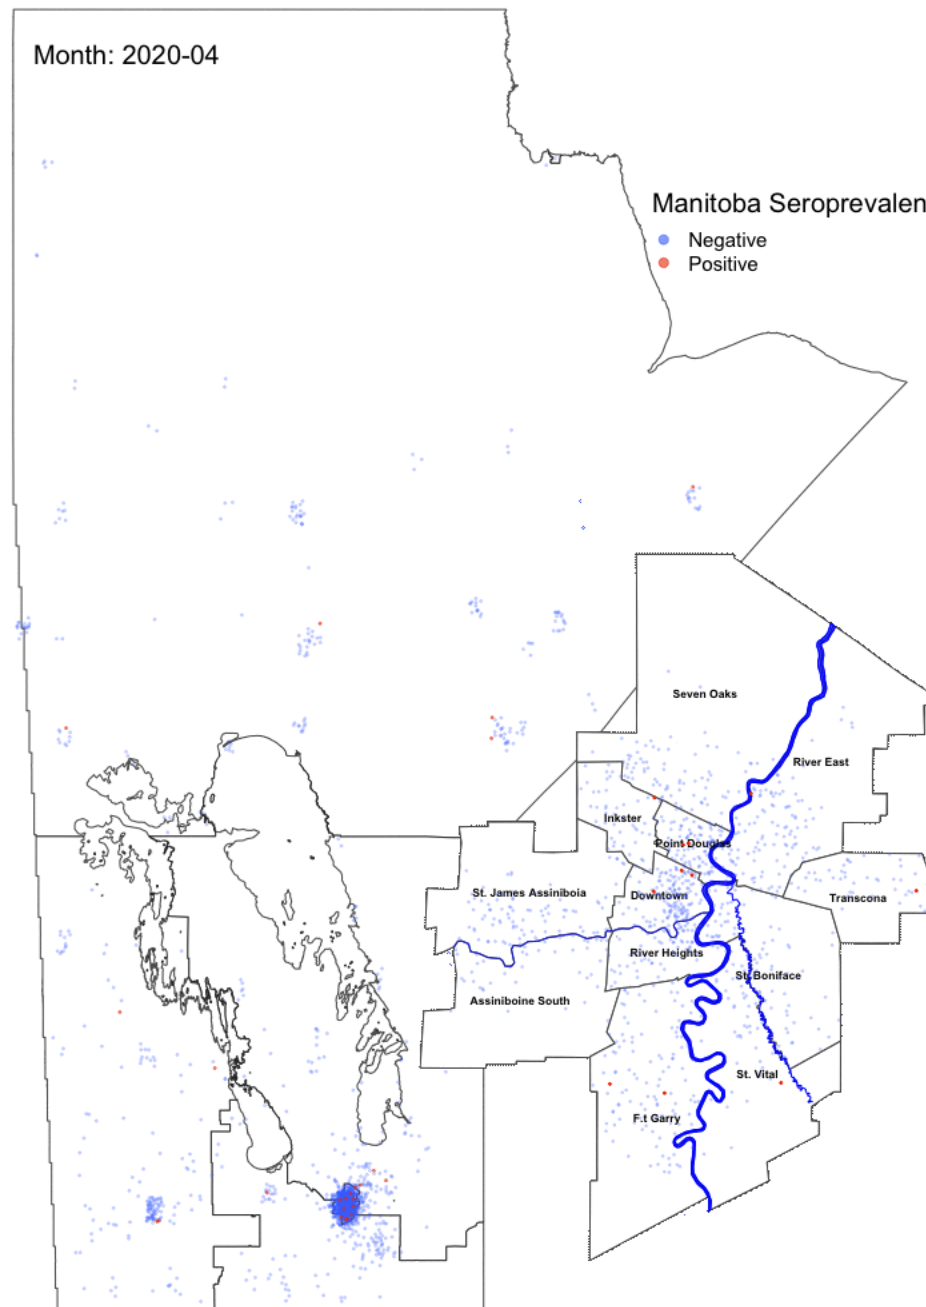 Month: 2020-04
Manitoba Seroprevalen
Negative
Positive
Seven Oaks
River East
Inkster
Point Douglas
St. James Assiniboia
Downtown
Transcona
River Heights
St. Boniface
Assiniboine South
St. Vital
F.t Garry